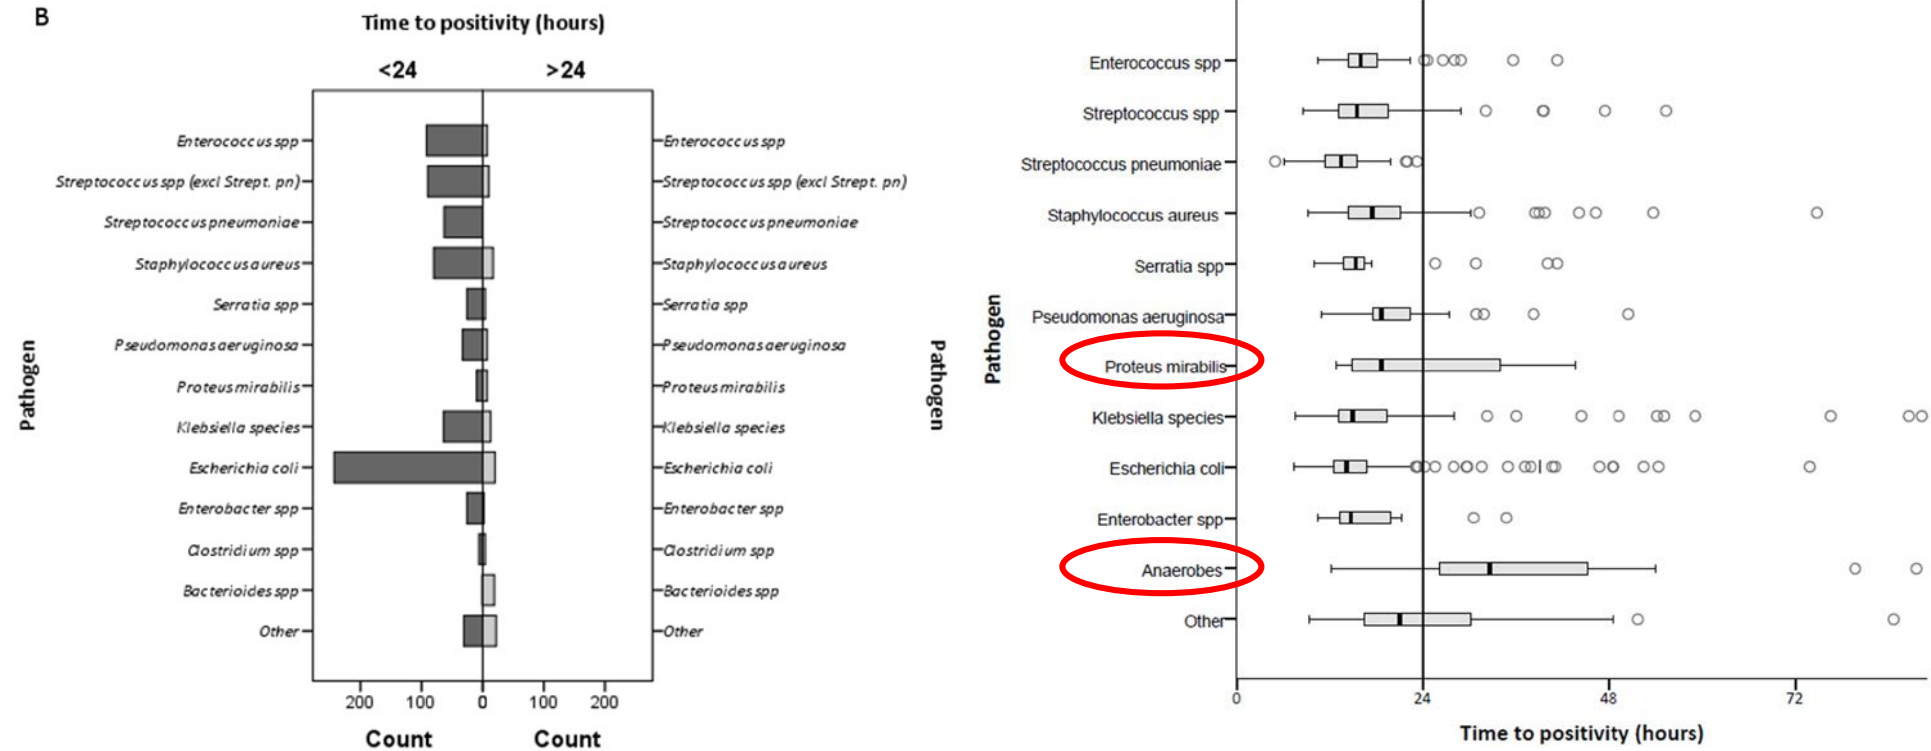 B
Time to positivity (hours)
<24 >24
Enterococcus spp Enterococcus spp
Streptococcus spp (excl Strept. pn) Streptococcus spp (excl Strept. pn)
Streptococcus pneumoniae Streptococcus pneumoniae
Staphylococcus aureus Staphylococcus aureus
Serratia spp Serratia spp
Pseudomonas aeruginosa Pseudomonas aeruginosa
Proteus mirabilis Proteus mirabilis
Klebsiella species Klebsiella species
Escherichia coli Escherichia coli
Enterobacter spp Enterobacter spp
Clostridium spp Clostridium spp
Bacterioides spp Bacterioides spp
Other Other
Pathogen
Pathogen
200 100 0 100 200
Count Count
Pathogen
Enterococcus spp
Streptococcus spp
Streptococcus pneumoniae
Staphylococcus aureus
Serratia spp
Pseudomonas aeruginosa
Proteus mirabilis
Klebsiella species
Escherichia coli
Enterobacter spp
Anaerobes
Other
0 24 48 72
Time to positivity (hours)